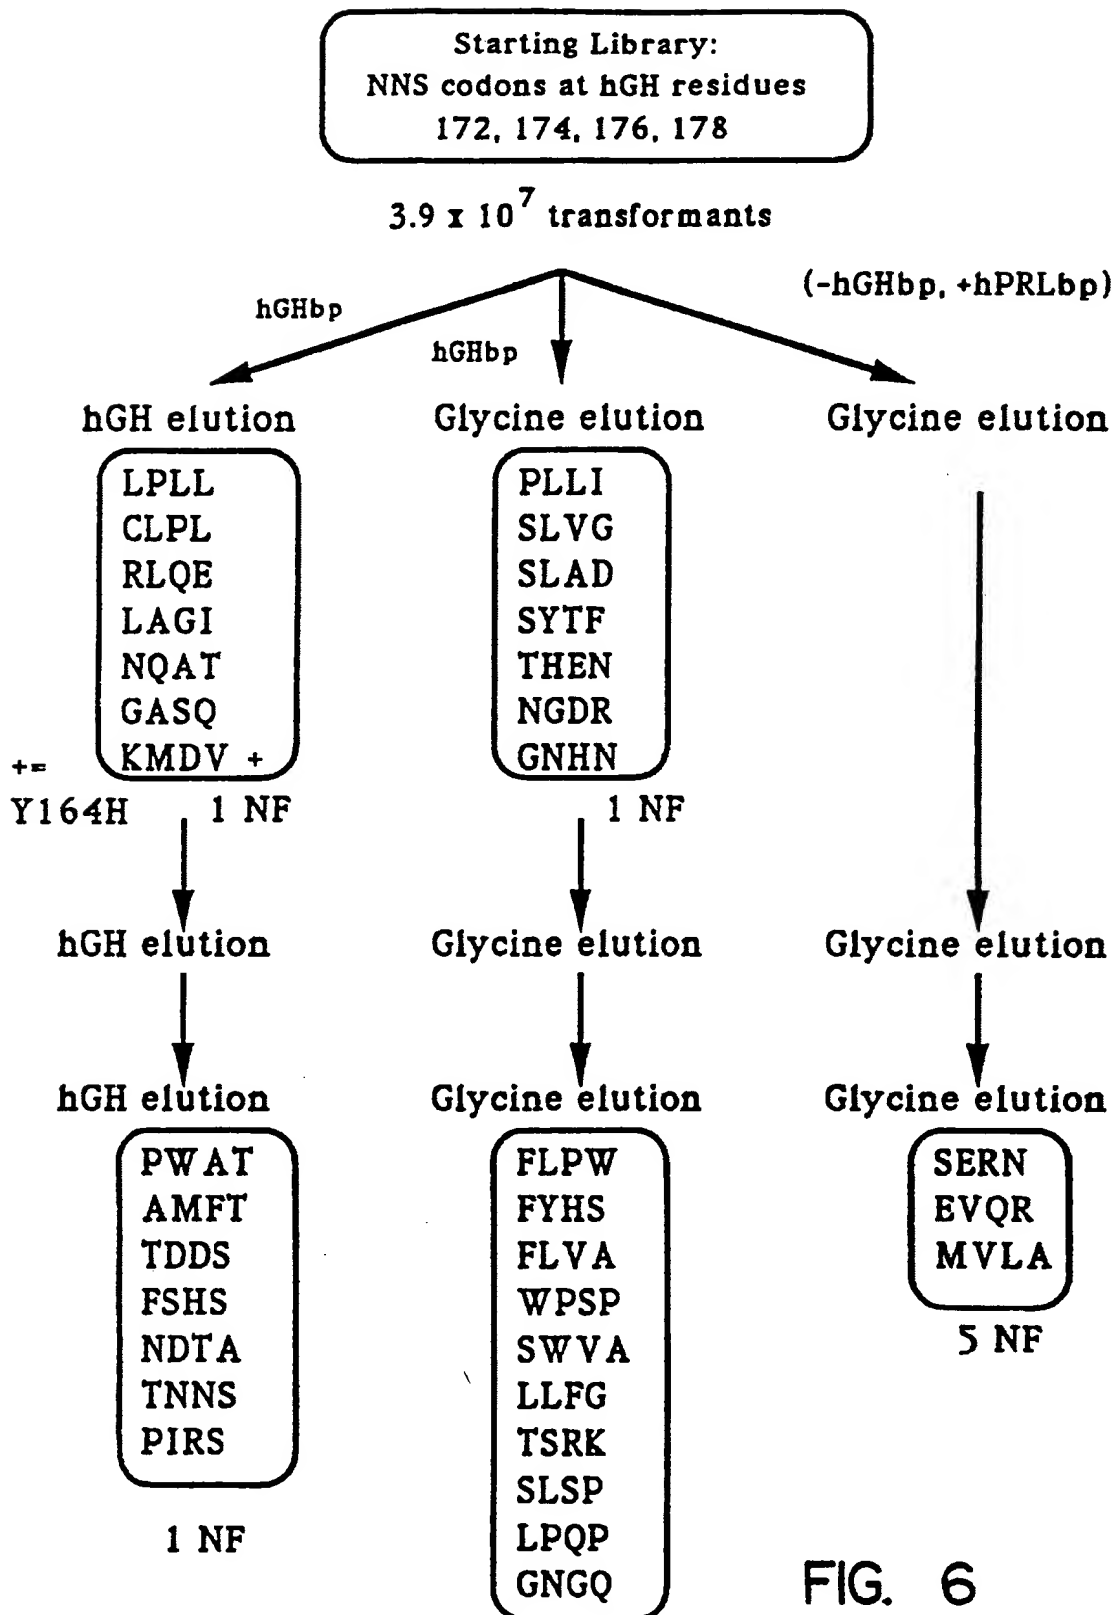 Starting Library:
NNS codons at hGH residues
172, 174, 176, 178
3.9 x 10^7 transformants
(-hGHbp, +hPRLbp)
hGHbp
hGHbp
hGH elution
LPLL
CLPL
RLQE
LAGI
NQAT
GASQ
KMDV +
+=
Y164H
1 NF
Glycine elution
PLLI
SLVG
SLAD
SYTF
THEN
NGDR
GNHN
1 NF
Glycine elution
hGH elution
Glycine elution
Glycine elution
hGH elution
PWAT
AMFT
TDDS
FSHS
NDTA
TNNS
PIRS
1 NF
Glycine elution
FLPW
FYHS
FLVA
WPSP
SWVA
LLFG
TSRK
SLSP
LPQP
GNGQ
Glycine elution
SERN
EVQR
MVLA
5 NF
FIG. 6